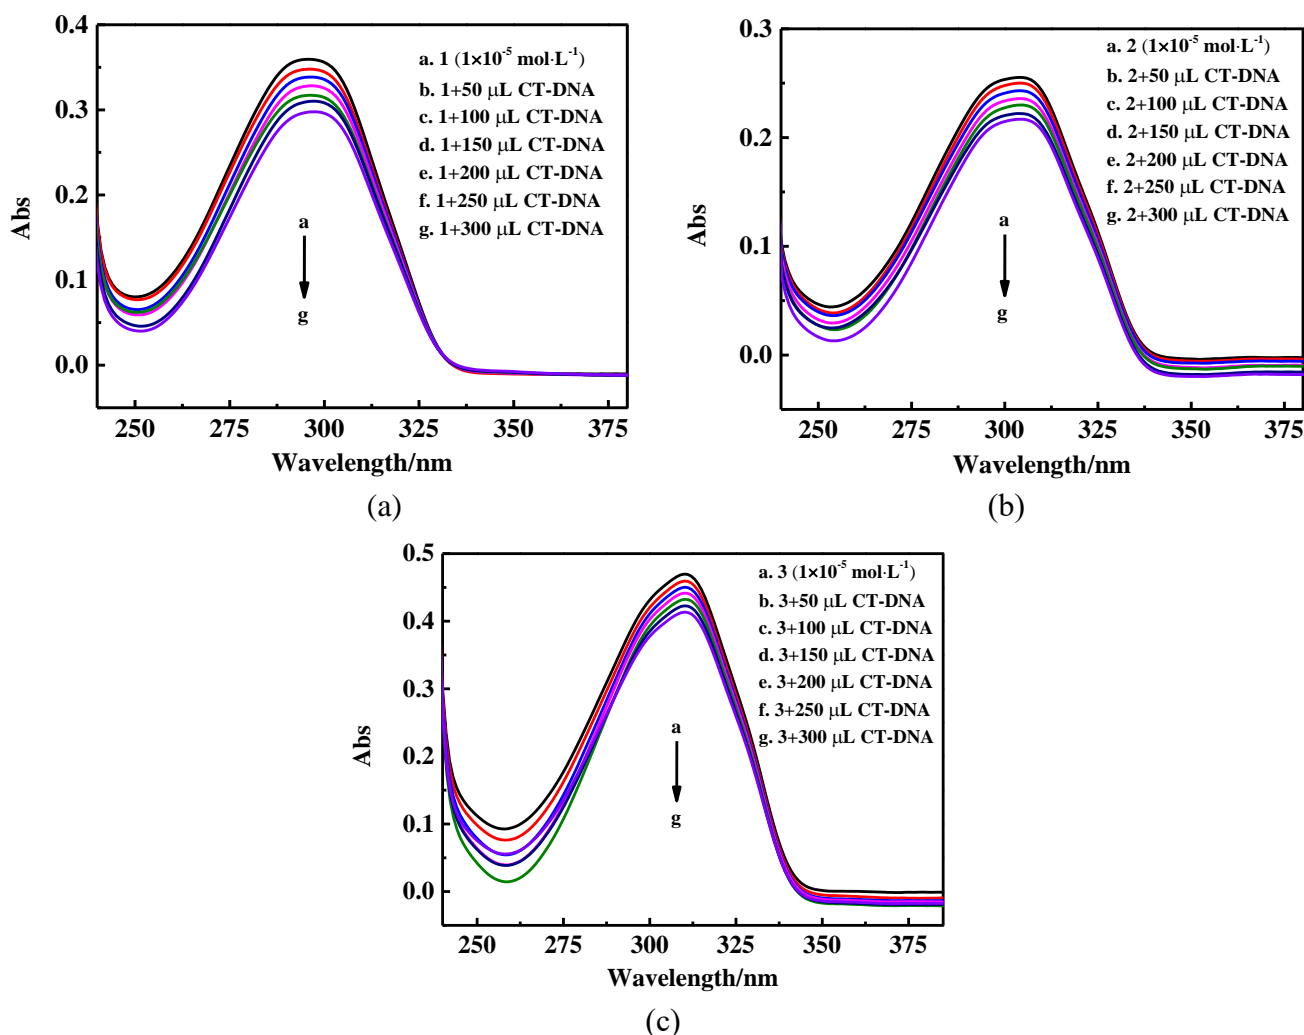 0.4
0.3
0.2
0.1
0.0
Abs
a. 1 (1×10⁻⁵ mol·L⁻¹)
b. 1+50 μL CT-DNA
c. 1+100 μL CT-DNA
d. 1+150 μL CT-DNA
e. 1+200 μL CT-DNA
f. 1+250 μL CT-DNA
g. 1+300 μL CT-DNA
a
g
250 275 300 325 350 375
Wavelength/nm
(a)
0.3
0.2
0.1
0.0
Abs
a. 2 (1×10⁻⁵ mol·L⁻¹)
b. 2+50 μL CT-DNA
c. 2+100 μL CT-DNA
d. 2+150 μL CT-DNA
e. 2+200 μL CT-DNA
f. 2+250 μL CT-DNA
g. 2+300 μL CT-DNA
a
g
250 275 300 325 350 375
Wavelength/nm
(b)
0.5
0.4
0.3
0.2
0.1
0.0
Abs
a. 3 (1×10⁻⁵ mol·L⁻¹)
b. 3+50 μL CT-DNA
c. 3+100 μL CT-DNA
d. 3+150 μL CT-DNA
e. 3+200 μL CT-DNA
f. 3+250 μL CT-DNA
g. 3+300 μL CT-DNA
a
g
250 275 300 325 350 375
Wavelength/nm
(c)